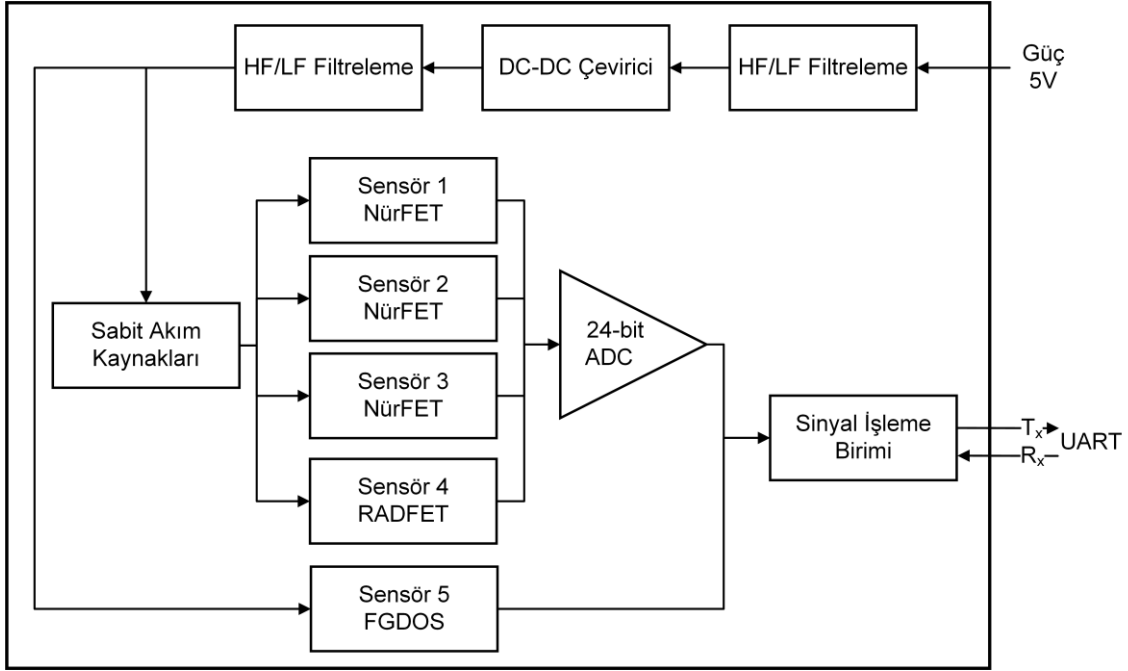 HF/LF Filtreleme
DC-DC Çevirici
HF/LF Filtreleme
Güç
5V
Sensör 1
NürFET
Sensör 2
NürFET
Sensör 3
NürFET
Sensör 4
RADFET
Sensör 5
FGDOS
Sabit Akım
Kaynakları
24-bit
ADC
Sinyal İşleme
Birimi
Tx
Rx
UART